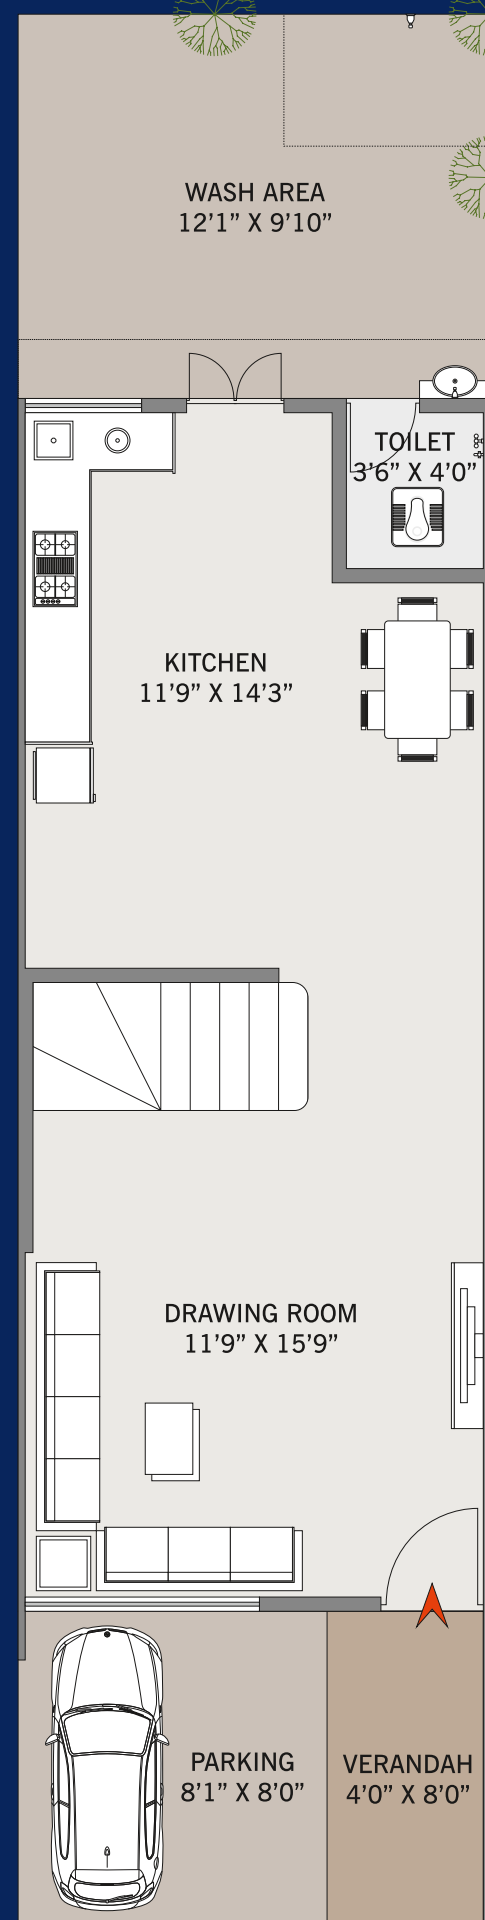 WASH AREA
12’1” X 9’10”
TOILET
3’6” X 4’0”
KITCHEN
11’9” X 14’3”
DRAWING ROOM
11’9” X 15’9”
PARKING
8’1” X 8’0”
VERANDAH
4’0” X 8’0”